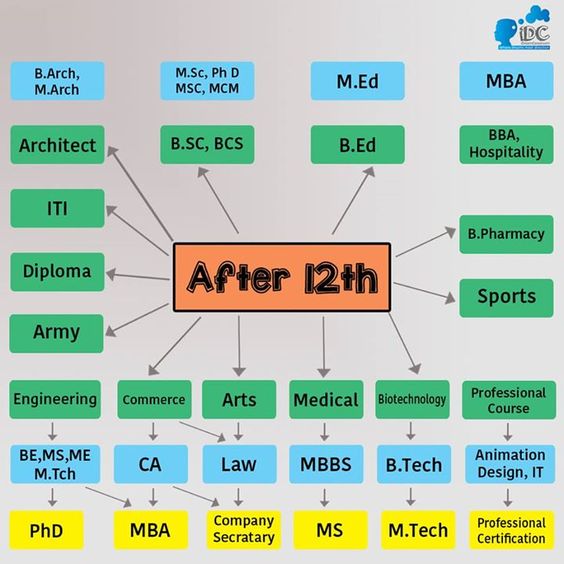 iDC
B.Arch,
M.Arch
M.Sc, Ph D
MSC, MCM
M.Ed
MBA
Architect
B.SC, BCS
B.Ed
BBA,
Hospitality
ITI
B.Pharmacy
After 12th
Diploma
Sports
Army
Engineering
Commerce
Arts
Medical
Biotechnology
Professional
Course
BE,MS,ME
M.Tch
CA
Law
MBBS
B.Tech
Animation
Design, IT
PhD
MBA
Company
Secratary
MS
M.Tech
Professional
Certification